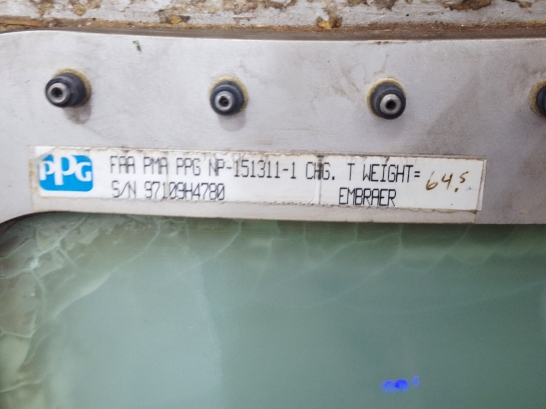 PPG
FAA PMA PPG NP-151311-1 CHG. T WEIGHT= 64.5
S/N 97109H4780 EMBRAER